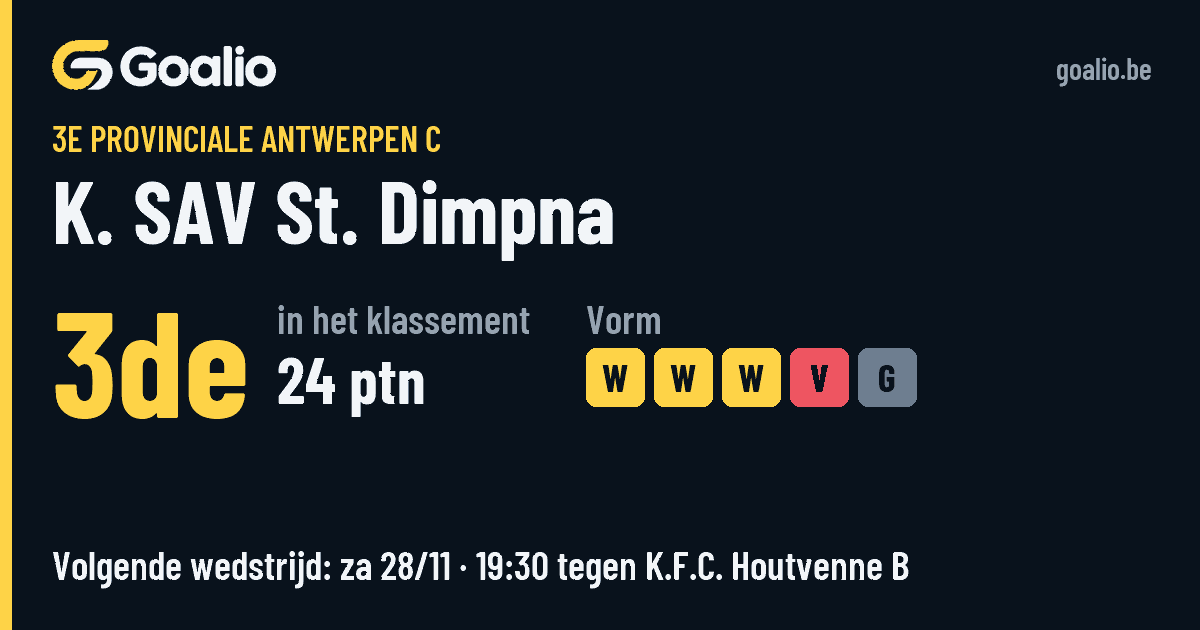 Goalio
goalio.be
3E PROVINCIALE ANTWERPEN C
K. SAV St. Dimpna
3de
in het klassement
24 ptn
Vorm
W W W V G
Volgende wedstrijd: za 28/11 · 19:30 tegen K.F.C. Houtvenne B